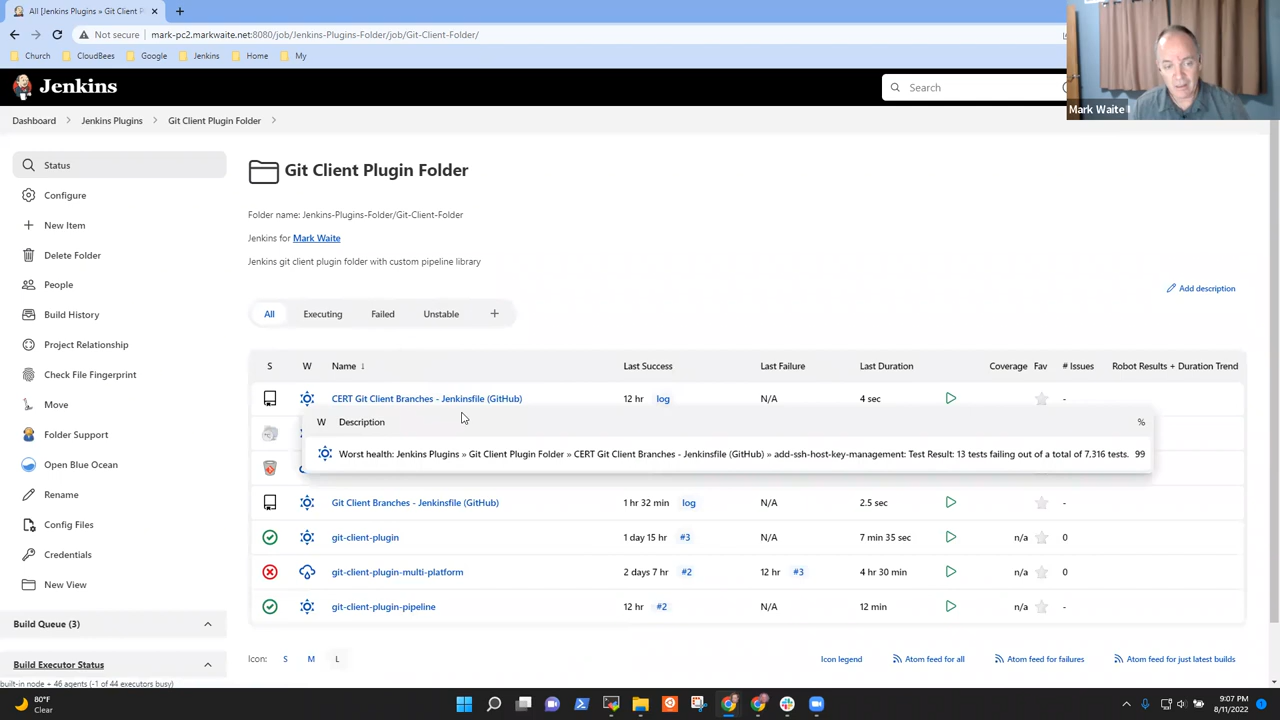 All [Jenkins Plugins » Git Client P
Not secure
mark-pc2.markwaite.net:8080/job/Jenkins-Plugins-Folder/job/Git-Client-Folder/
Church
CloudBees
Google
Jenkins
Home
My
Jenkins
Search
Mark Waite
Dashboard
Jenkins Plugins
Git Client Plugin Folder
Status
Configure
New Item
Delete Folder
People
Build History
Project Relationship
Check File Fingerprint
Move
Folder Support
Open Blue Ocean
Rename
Config Files
Credentials
New View
Build Queue (3)
Build Executor Status
built-in node + 46 agents (-1 of 44 executors busy)
Git Client Plugin Folder
Folder name: Jenkins-Plugins-Folder/Git-Client-Folder
Jenkins for Mark Waite
Jenkins git client plugin folder with custom pipeline library
Add description
All Executing Failed Unstable +
S W Name ↓ Last Success Last Failure Last Duration Coverage Fav # Issues Robot Results + Duration Trend
CERT Git Client Branches - Jenkinsfile (GitHub) 12 hr log N/A 4 sec -
W Description %
Worst health: Jenkins Plugins » Git Client Plugin Folder » CERT Git Client Branches - Jenkinsfile (GitHub) » add-ssh-host-key-management: Test Result: 13 tests failing out of a total of 7,316 tests. 99
Git Client Branches - Jenkinsfile (GitHub) 1 hr 32 min log N/A 2.5 sec -
git-client-plugin 1 day 15 hr #3 N/A 7 min 35 sec n/a 0
git-client-plugin-multi-platform 2 days 7 hr #2 12 hr #3 4 hr 30 min n/a 0
git-client-plugin-pipeline 12 hr #2 N/A 12 min n/a -
Icon: S M L
Icon legend
Atom feed for all
Atom feed for failures
Atom feed for just latest builds
80°F
Clear
9:07 PM
8/11/2022